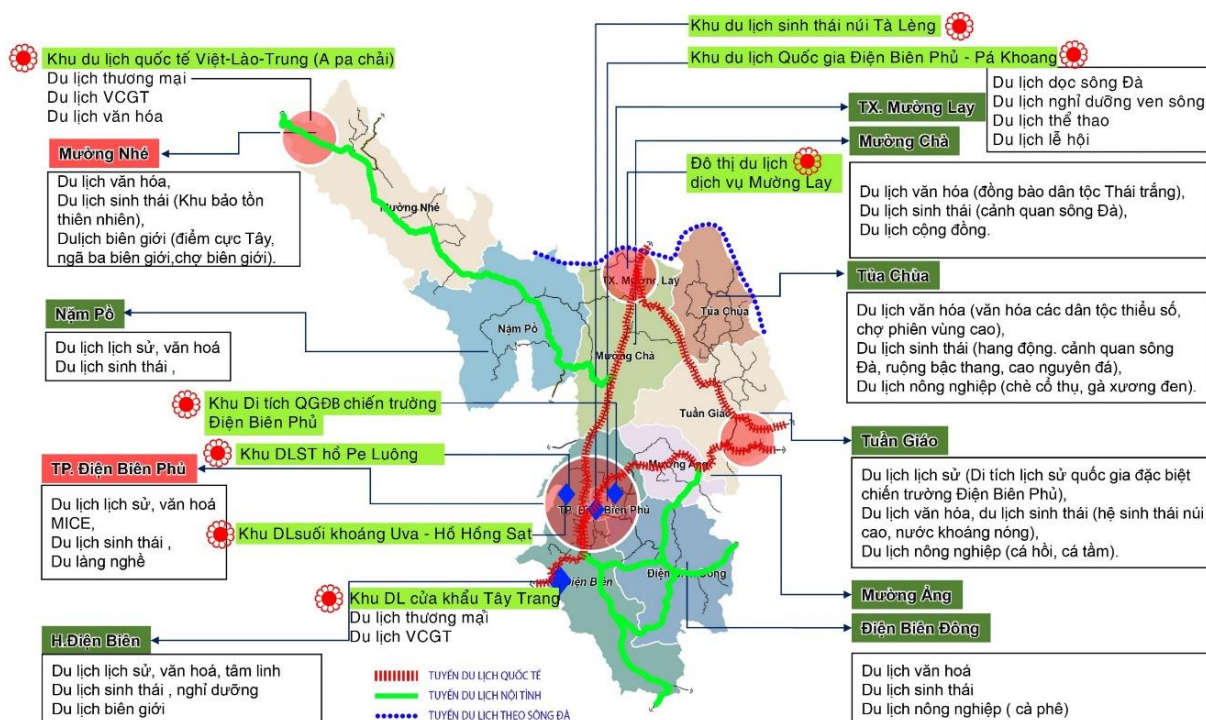 Khu du lịch sinh thái núi Tà Lèng
Khu du lịch Quốc gia Điện Biên Phủ - Pá Khoang
Khu du lịch quốc tế Việt-Lào-Trung (A pa chải)
Du lịch thương mại
Du lịch VCGT
Du lịch văn hóa
Mường Nhé
Du lịch văn hóa,
Du lịch sinh thái (Khu bảo tồn
thiên nhiên),
Dulịch biên giới (điểm cực Tây,
ngã ba biên giới,chợ biên giới).
Nặm Pồ
Du lịch lịch sử, văn hoá
Du lịch sinh thái ,
Khu Di tích QGĐB chiến trường
Điện Biên Phủ
Khu DLST hồ Pe Luông
TP. Điện Biên Phủ
Du lịch lịch sử, văn hoá
MICE,
Du lịch sinh thái ,
Du làng nghề
Khu DLsuối khoáng Uva - Hồ Hồng Sạt
Khu DL cửa khẩu Tây Trang
Du lịch thương mại
Du lịch VCGT
H.Điện Biên
Du lịch lịch sử, văn hoá, tâm linh
Du lịch sinh thái , nghỉ dưỡng
Du lịch biên giới
TX. Mường Lay
Du lịch dọc sông Đà
Du lịch nghỉ dưỡng ven sông
Du lịch thể thao
Du lịch lễ hội
Mường Chà
Đô thị du lịch
dịch vụ Mường Lay
Du lịch văn hóa (đồng bào dân tộc Thái trắng),
Du lịch sinh thái (cảnh quan sông Đà),
Du lịch cộng đồng.
Tủa Chùa
Du lịch văn hóa (văn hóa các dân tộc thiểu số,
chợ phiên vùng cao),
Du lịch sinh thái (hang động. cảnh quan sông
Đà, ruộng bậc thang, cao nguyên đá),
Du lịch nông nghiệp (chè cổ thụ, gà xương đen).
Tuần Giáo
Du lịch lịch sử (Di tích lịch sử quốc gia đặc biệt
chiến trường Điện Biên Phủ),
Du lịch văn hóa, du lịch sinh thái (hệ sinh thái núi
cao, nước khoáng nóng),
Du lịch nông nghiệp (cá hồi, cá tầm).
Mường Ảng
Điện Biên Đông
Du lịch văn hoá
Du lịch sinh thái
Du lịch nông nghiệp ( cà phê)
Mường Nhé
TX. Mường Lay
Tủa Chùa
Nặm Pồ
Mường Chà
Tuần Giáo
Mường Ảng
TP. Điện Biên Phủ
Điện Biên
Điện Biên Đông
TUYẾN DU LỊCH QUỐC TẾ
TUYẾN DU LỊCH NỘI TỈNH
TUYẾN DU LỊCH THEO SÔNG ĐÀ